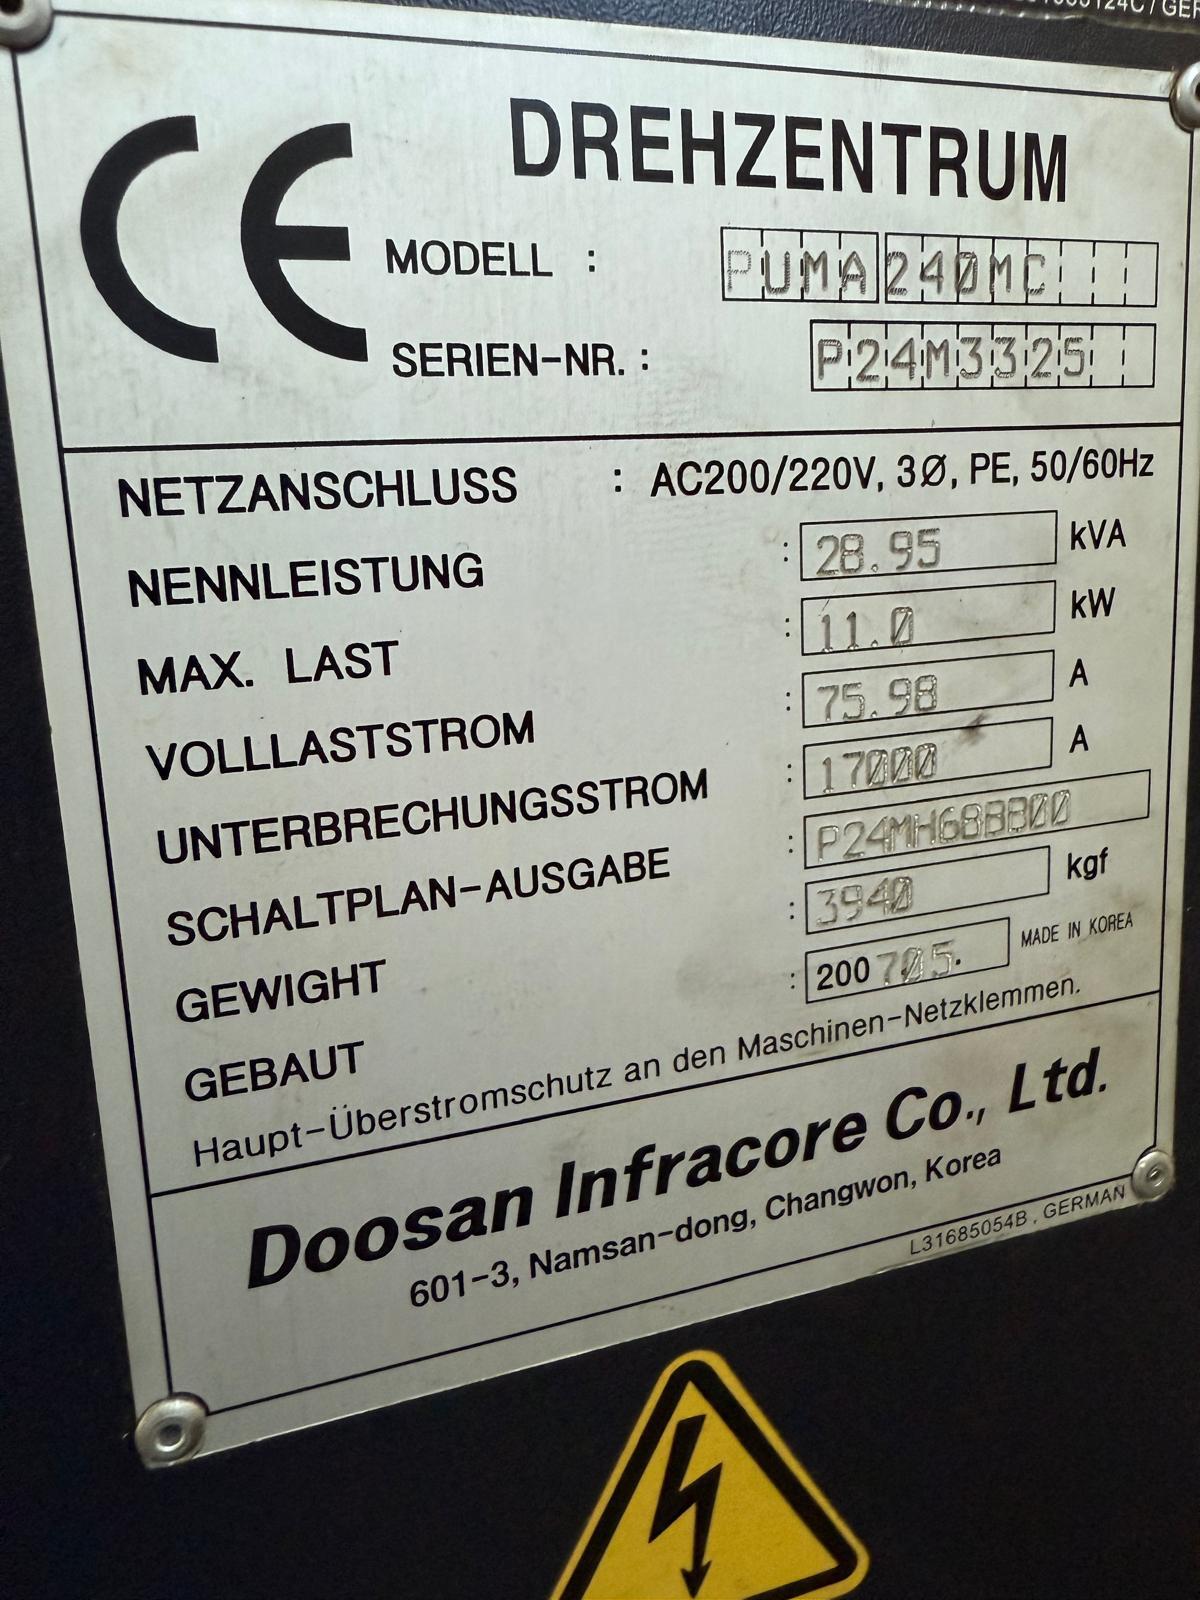 DREHZENTRUM
CE
MODELL : PUMA 240MC
SERIEN-NR. : P24M3325
NETZANSCHLUSS : AC200/220V, 3Ø, PE, 50/60Hz
NENNLEISTUNG : 28.95 kVA
MAX. LAST : 11.0 kW
VOLLLASTSTROM : 75.98 A
UNTERBRECHUNGSSTROM : 17000 A
SCHALTPLAN-AUSGABE : P24MH68BB00
GEWIGHT : 3940 kgf
GEBAUT : 200705. MADE IN KOREA
Haupt-Überstromschutz an den Maschinen-Netzklemmen.
Doosan Infracore Co., Ltd.
601-3, Namsan-dong, Changwon, Korea
L31685054B, GERMAN